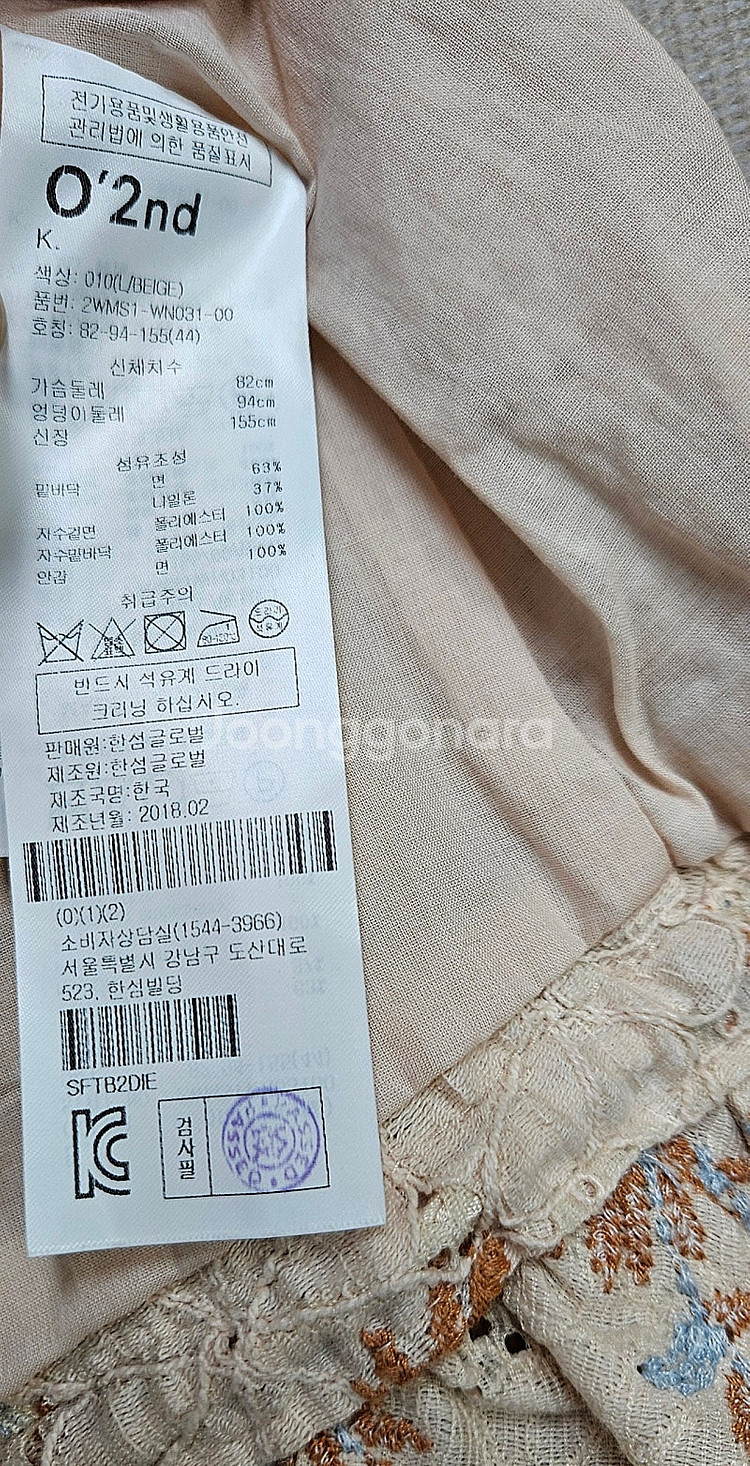 전기용품및생활용품안전
관리법에 의한 품질표시
O'2nd
K.
색상: 010(L/BEIGE)
품번: 2WMS1-WN031-00
호칭: 82-94-155(44)
신체치수
가슴둘레 82cm
엉덩이둘레 94cm
신장 155cm
섬유조성
밑바닥 면 63%
나일론 37%
자수겉면 폴리에스터 100%
자수밑바닥 폴리에스터 100%
안감 면 100%
취급주의
드라이
석유계
반드시 석유계 드라이
크리닝 하십시오.
joonggonara
판매원:한섬글로벌
제조원:한섬글로벌
제조국명:한국
제조년월: 2018.02
(0)(1)(2)
소비자상담실(1544-3966)
서울특별시 강남구 도산대로
523, 한섬빌딩
SFTB2DIE
KC
검사필
PASSED